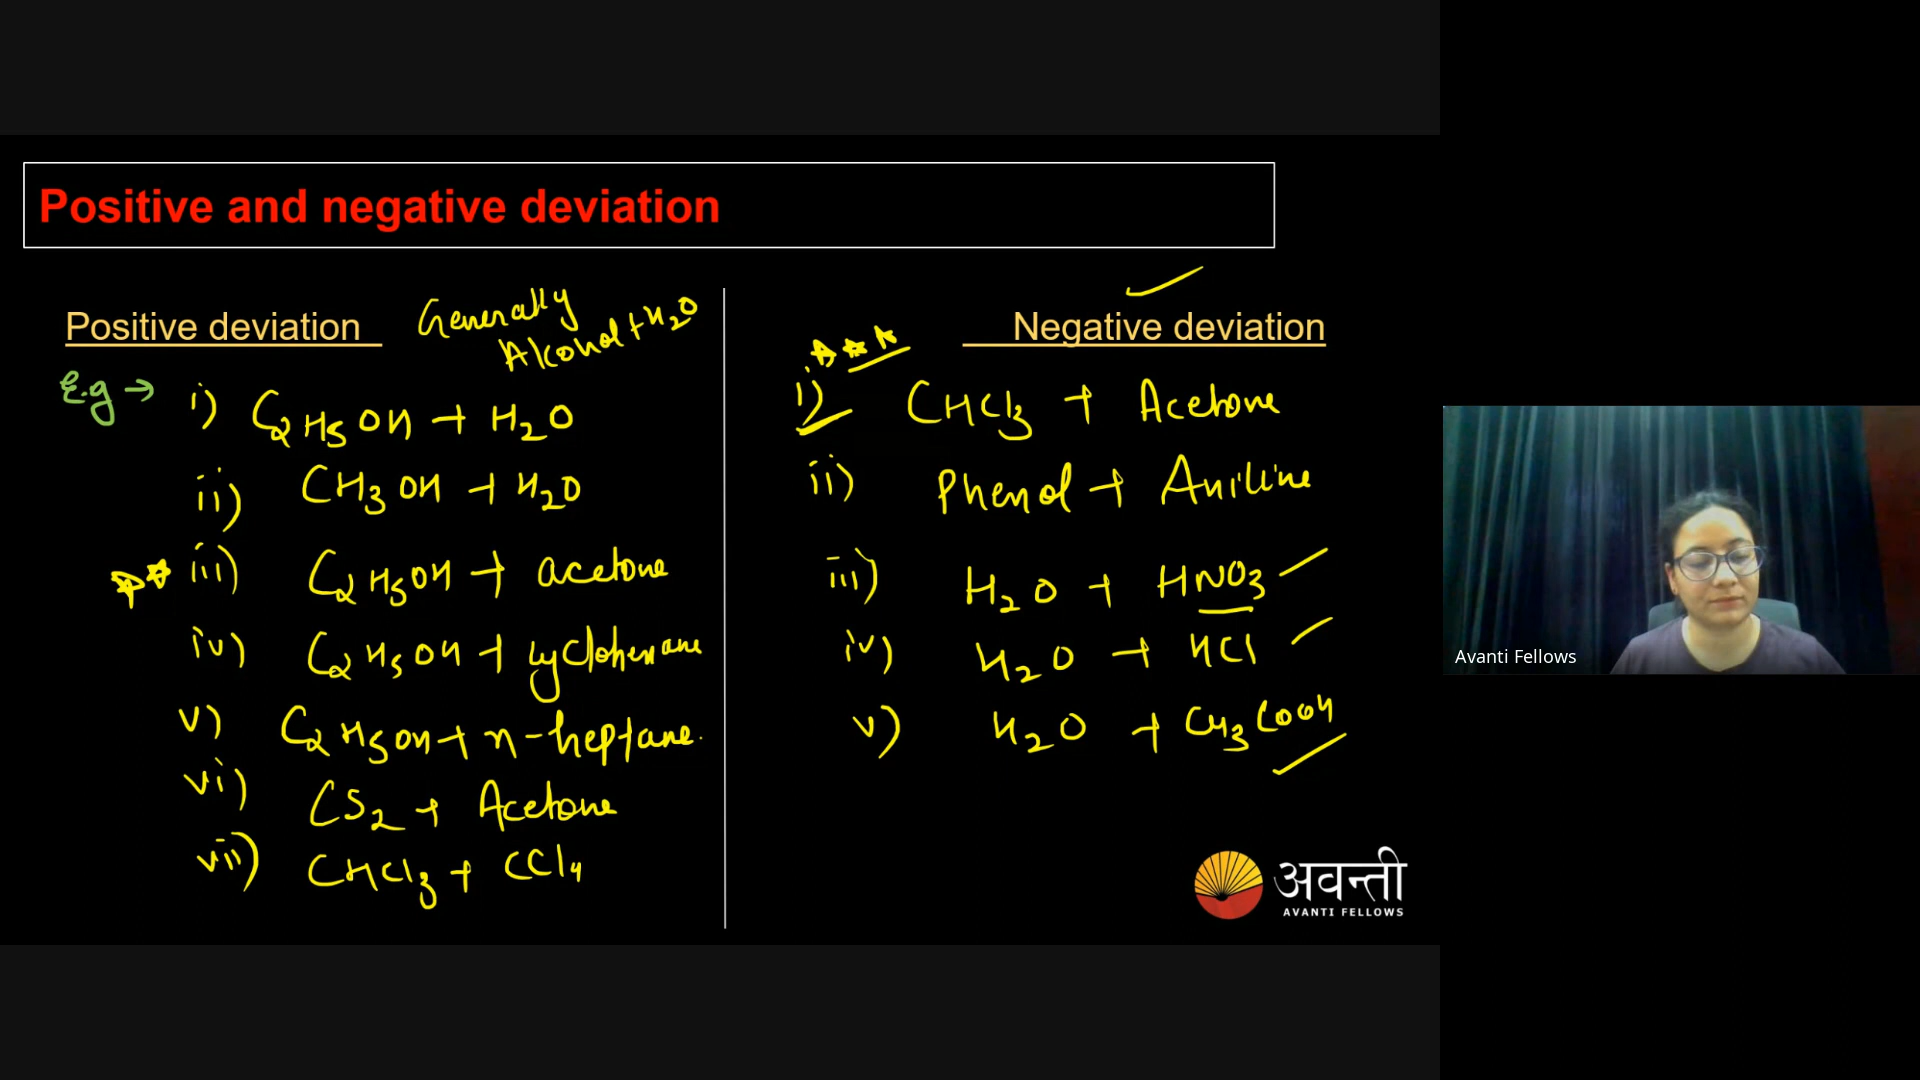 Positive and negative deviation
Positive deviation
Generally
Alcohol + H2O
E.g →
i) C2H5OH + H2O
ii) CH3OH + H2O
iii) C2H5OH + acetone
iv) C2H5OH + cyclohexane
v) C2H5OH + n-heptane.
vi) CS2 + Acetone
vii) CHCl3 + CCl4
Negative deviation
i) CHCl3 + Acetone
ii) Phenol + Aniline
iii) H2O + HNO3
iv) H2O + HCl
v) H2O + CH3COOH
अवन्ती
AVANTI FELLOWS
Avanti Fellows